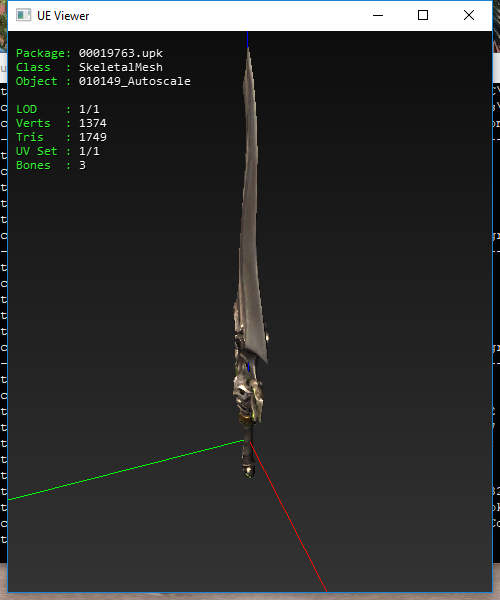 UE Viewer
Package: 00019763.upk
Class : SkeletalMesh
Object : 010149_Autoscale
LOD : 1/1
Verts : 1374
Tris : 1749
UV Set : 1/1
Bones : 3